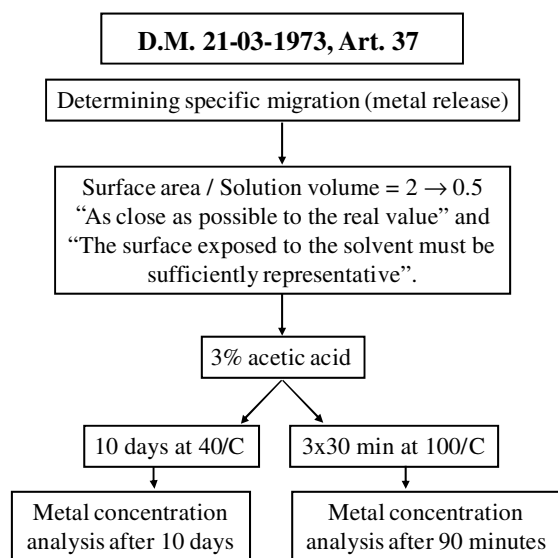 D.M. 21-03-1973, Art. 37
Determining specific migration (metal release)
Surface area / Solution volume = 2 → 0.5
“As close as possible to the real value” and
“The surface exposed to the solvent must be
sufficiently representative”.
3% acetic acid
10 days at 40/C
3x30 min at 100/C
Metal concentration
analysis after 10 days
Metal concentration
analysis after 90 minutes